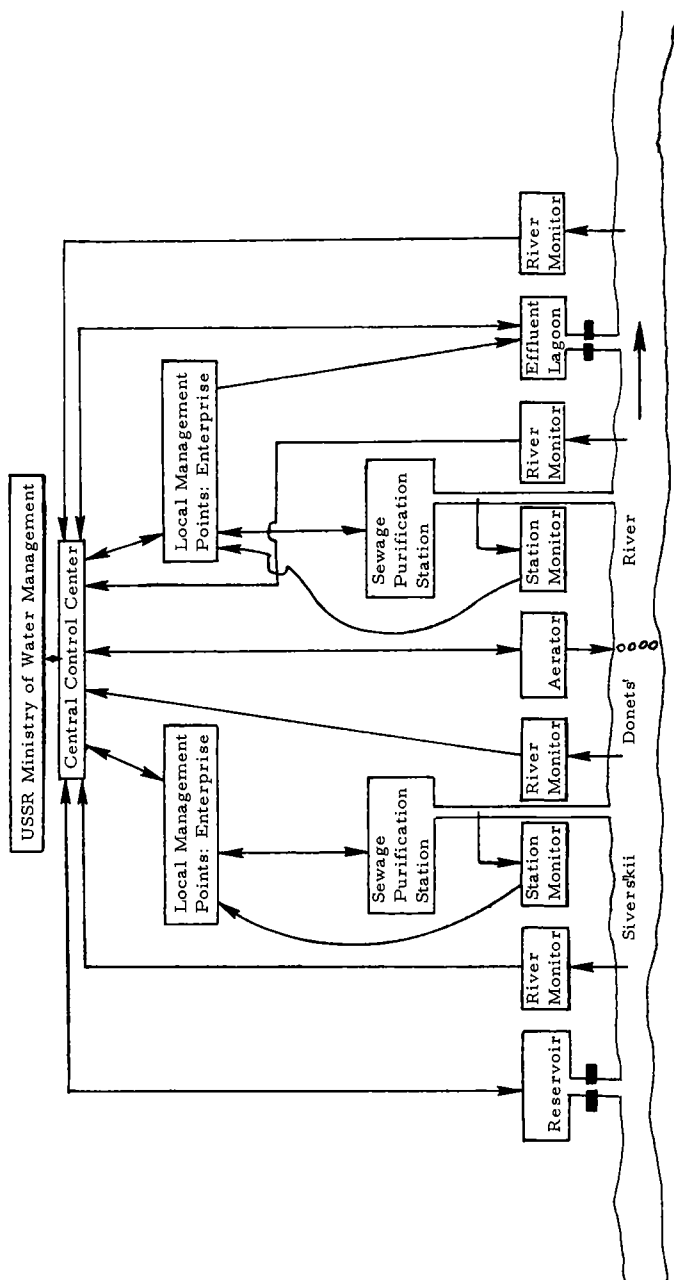 USSR Ministry of Water Management
Central Control Center
Local Management
Points: Enterprise
Local Management
Points: Enterprise
Sewage
Purification
Station
Sewage
Purification
Station
Reservoir
River
Monitor
Station
Monitor
River
Monitor
Aerator
Station
Monitor
River
Monitor
Effluent
Lagoon
River
Monitor
Sivers'kii
Donets'
River